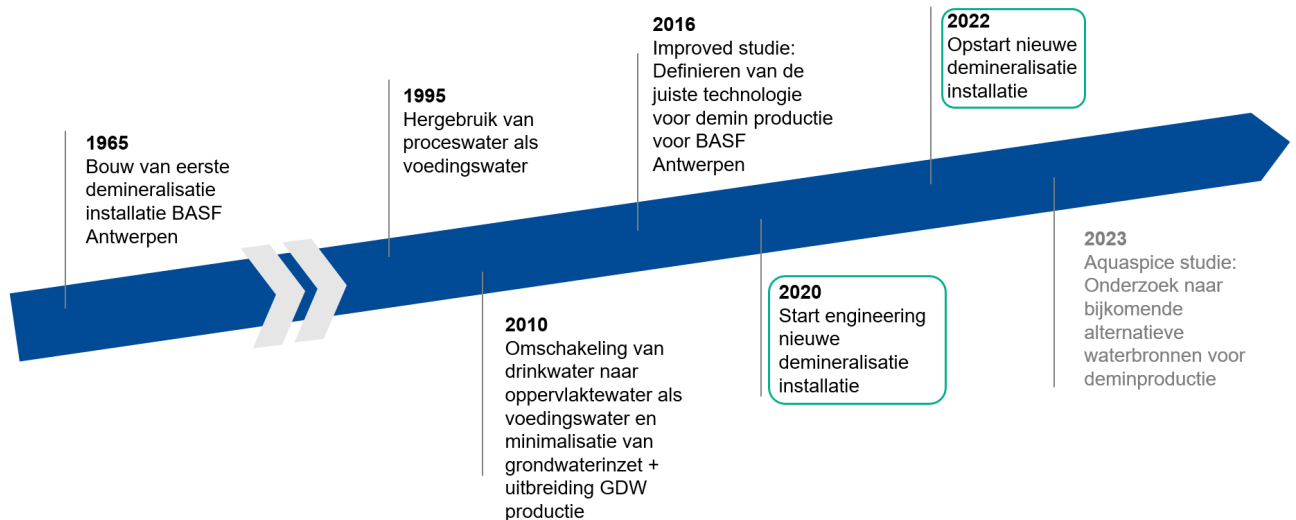 1965
Bouw van eerste
demineralisatie
installatie BASF
Antwerpen
1995
Hergebruik van
proceswater als
voedingswater
2010
Omschakeling van
drinkwater naar
oppervlaktewater als
voedingswater en
minimalisatie van
grondwaterinzet +
uitbreiding GDW
productie
2016
Improved studie:
Definieren van de
juiste technologie
voor demin productie
voor BASF
Antwerpen
2020
Start engineering
nieuwe
demineralisatie
installatie
2022
Opstart nieuwe
demineralisatie
installatie
2023
Aquaspice studie:
Onderzoek naar
bijkomende
alternatieve
waterbronnen voor
deminproductie